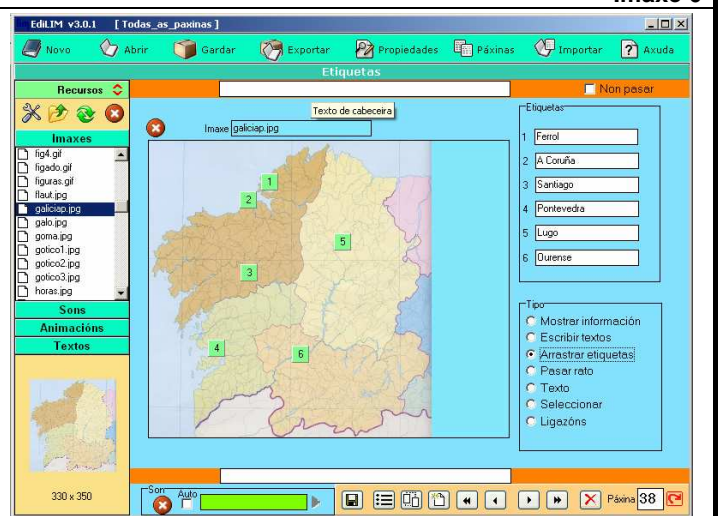 EdiLIM v3.0.1 [ Todas_as_paxinas ]
Novo Abrir Gardar Exportar Propiedades Páxinas Importar Axuda
Etiquetas
Recursos
Non pasar
Texto de cabeceira
Imaxe galiciap.jpg
Imaxes
fig4.gif
figado.gif
figuras.gif
flaut.jpg
galiciap.jpg
galo.jpg
goma.jpg
gotico1.jpg
gotico2.jpg
gotico3.jpg
horas.jpg
Sons
Animacións
Textos
330 x 350
1
2
3
4
5
6
Etiquetas
1 Ferrol
2 A Coruña
3 Santiago
4 Pontevedra
5 Lugo
6 Ourense
Tipo
Mostrar información
Escribir textos
Arrastrar etiquetas
Pasar rato
Texto
Seleccionar
Ligazóns
Son Auto
Páxina 38